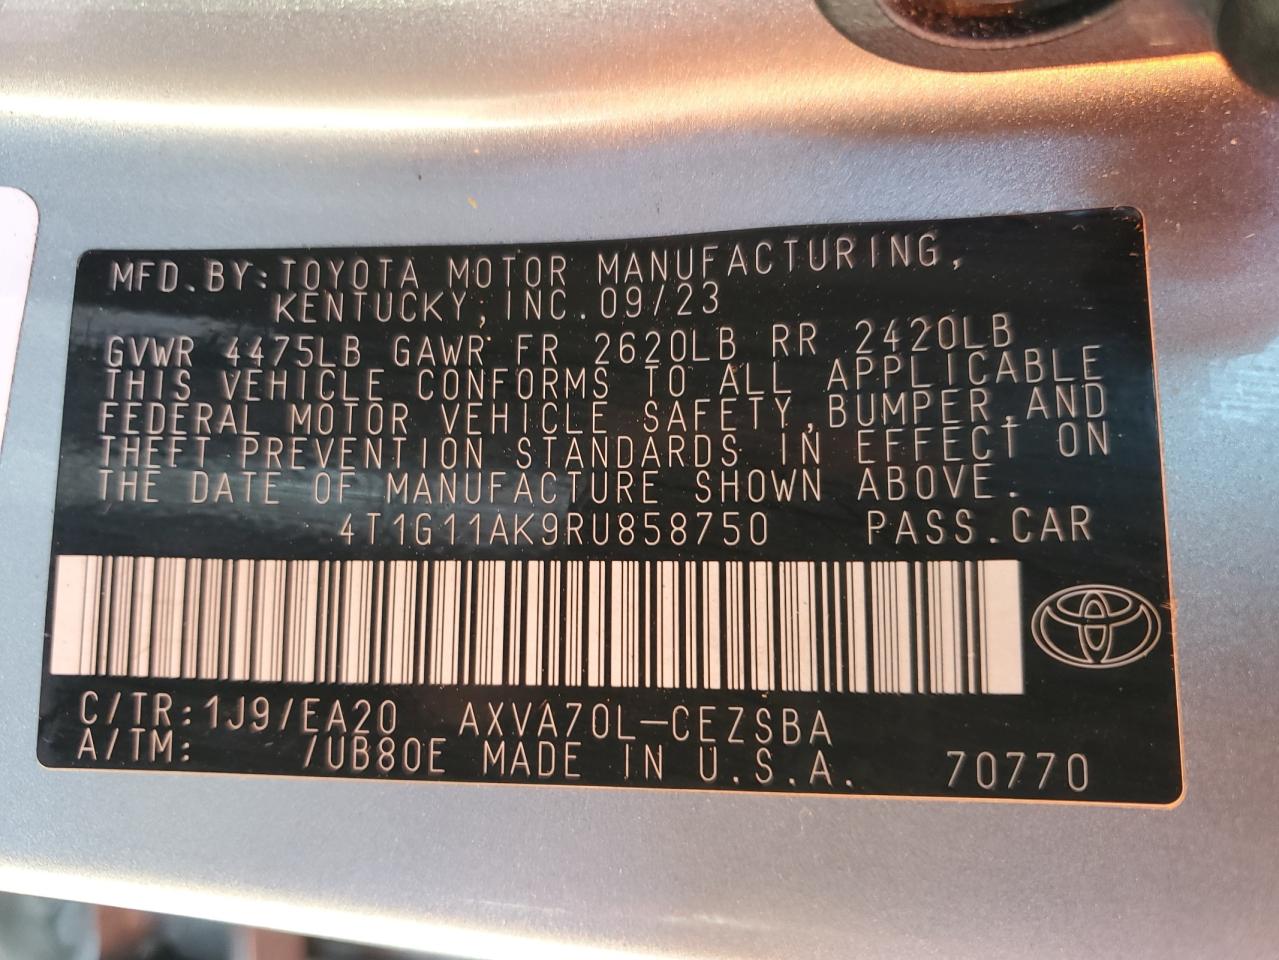 MFD.BY:TOYOTA MOTOR MANUFACTURING,
KENTUCKY, INC.09/23
GVWR 4475LB GAWR FR 2620LB RR 2420LB
THIS VEHICLE CONFORMS TO ALL APPLICABLE
FEDERAL MOTOR VEHICLE SAFETY,BUMPER,AND
THEFT PREVENTION STANDARDS IN EFFECT ON
THE DATE OF MANUFACTURE SHOWN ABOVE.
4T1G11AK9RU858750 PASS.CAR
C/TR:1J9/EA20 AXVA70L-CEZSBA
A/TM: /UB80E MADE IN U.S.A. 70770